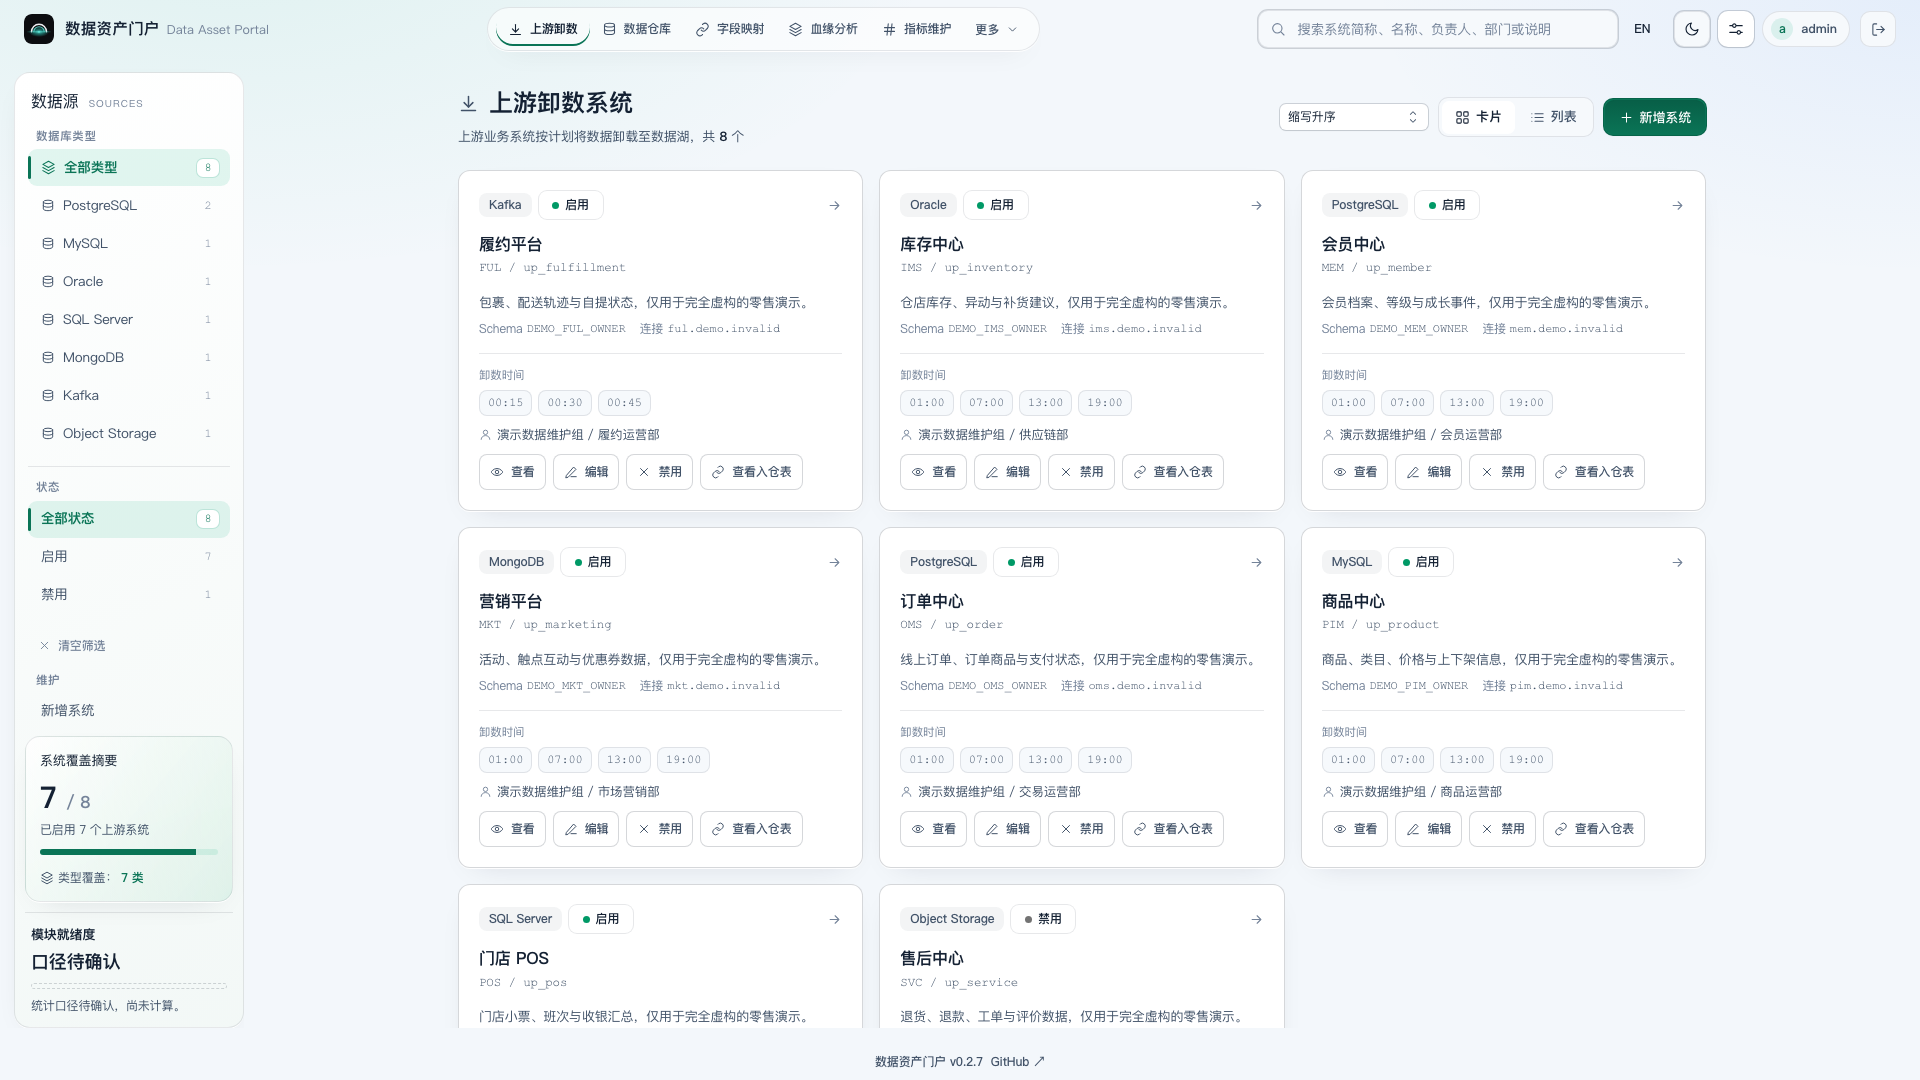 数据资产门户 Data Asset Portal
上游卸数 数据仓库 字段映射 血缘分析 指标维护 更多
搜索系统简称、名称、负责人、部门或说明
EN
a admin
数据源 SOURCES
数据库类型
全部类型 8
PostgreSQL 2
MySQL 1
Oracle 1
SQL Server 1
MongoDB 1
Kafka 1
Object Storage 1
状态
全部状态 8
启用 7
禁用 1
清空筛选
维护
新增系统
系统覆盖摘要
7 / 8
已启用 7 个上游系统
类型覆盖： 7 类
模块就绪度
口径待确认
统计口径待确认，尚未计算。
上游卸数系统
上游业务系统按计划将数据卸载至数据湖，共 8 个
缩写升序
卡片 列表
新增系统
Kafka 启用
履约平台
FUL / up_fulfillment
包裹、配送轨迹与自提状态，仅用于完全虚构的零售演示。
Schema DEMO_FUL_OWNER 连接 ful.demo.invalid
卸数时间
00:15 00:30 00:45
演示数据维护组 / 履约运营部
查看 编辑 禁用 查看入仓表
Oracle 启用
库存中心
IMS / up_inventory
仓店库存、异动与补货建议，仅用于完全虚构的零售演示。
Schema DEMO_IMS_OWNER 连接 ims.demo.invalid
卸数时间
01:00 07:00 13:00 19:00
演示数据维护组 / 供应链部
查看 编辑 禁用 查看入仓表
PostgreSQL 启用
会员中心
MEM / up_member
会员档案、等级与成长事件，仅用于完全虚构的零售演示。
Schema DEMO_MEM_OWNER 连接 mem.demo.invalid
卸数时间
01:00 07:00 13:00 19:00
演示数据维护组 / 会员运营部
查看 编辑 禁用 查看入仓表
MongoDB 启用
营销平台
MKT / up_marketing
活动、触点互动与优惠券数据，仅用于完全虚构的零售演示。
Schema DEMO_MKT_OWNER 连接 mkt.demo.invalid
卸数时间
01:00 07:00 13:00 19:00
演示数据维护组 / 市场营销部
查看 编辑 禁用 查看入仓表
PostgreSQL 启用
订单中心
OMS / up_order
线上订单、订单商品与支付状态，仅用于完全虚构的零售演示。
Schema DEMO_OMS_OWNER 连接 oms.demo.invalid
卸数时间
01:00 07:00 13:00 19:00
演示数据维护组 / 交易运营部
查看 编辑 禁用 查看入仓表
MySQL 启用
商品中心
PIM / up_product
商品、类目、价格与上下架信息，仅用于完全虚构的零售演示。
Schema DEMO_PIM_OWNER 连接 pim.demo.invalid
卸数时间
01:00 07:00 13:00 19:00
演示数据维护组 / 商品运营部
查看 编辑 禁用 查看入仓表
SQL Server 启用
门店 POS
POS / up_pos
门店小票、班次与收银汇总，仅用于完全虚构的零售演示。
Object Storage 禁用
售后中心
SVC / up_service
退货、退款、工单与评价数据，仅用于完全虚构的零售演示。
数据资产门户 v0.2.7 GitHub ↗